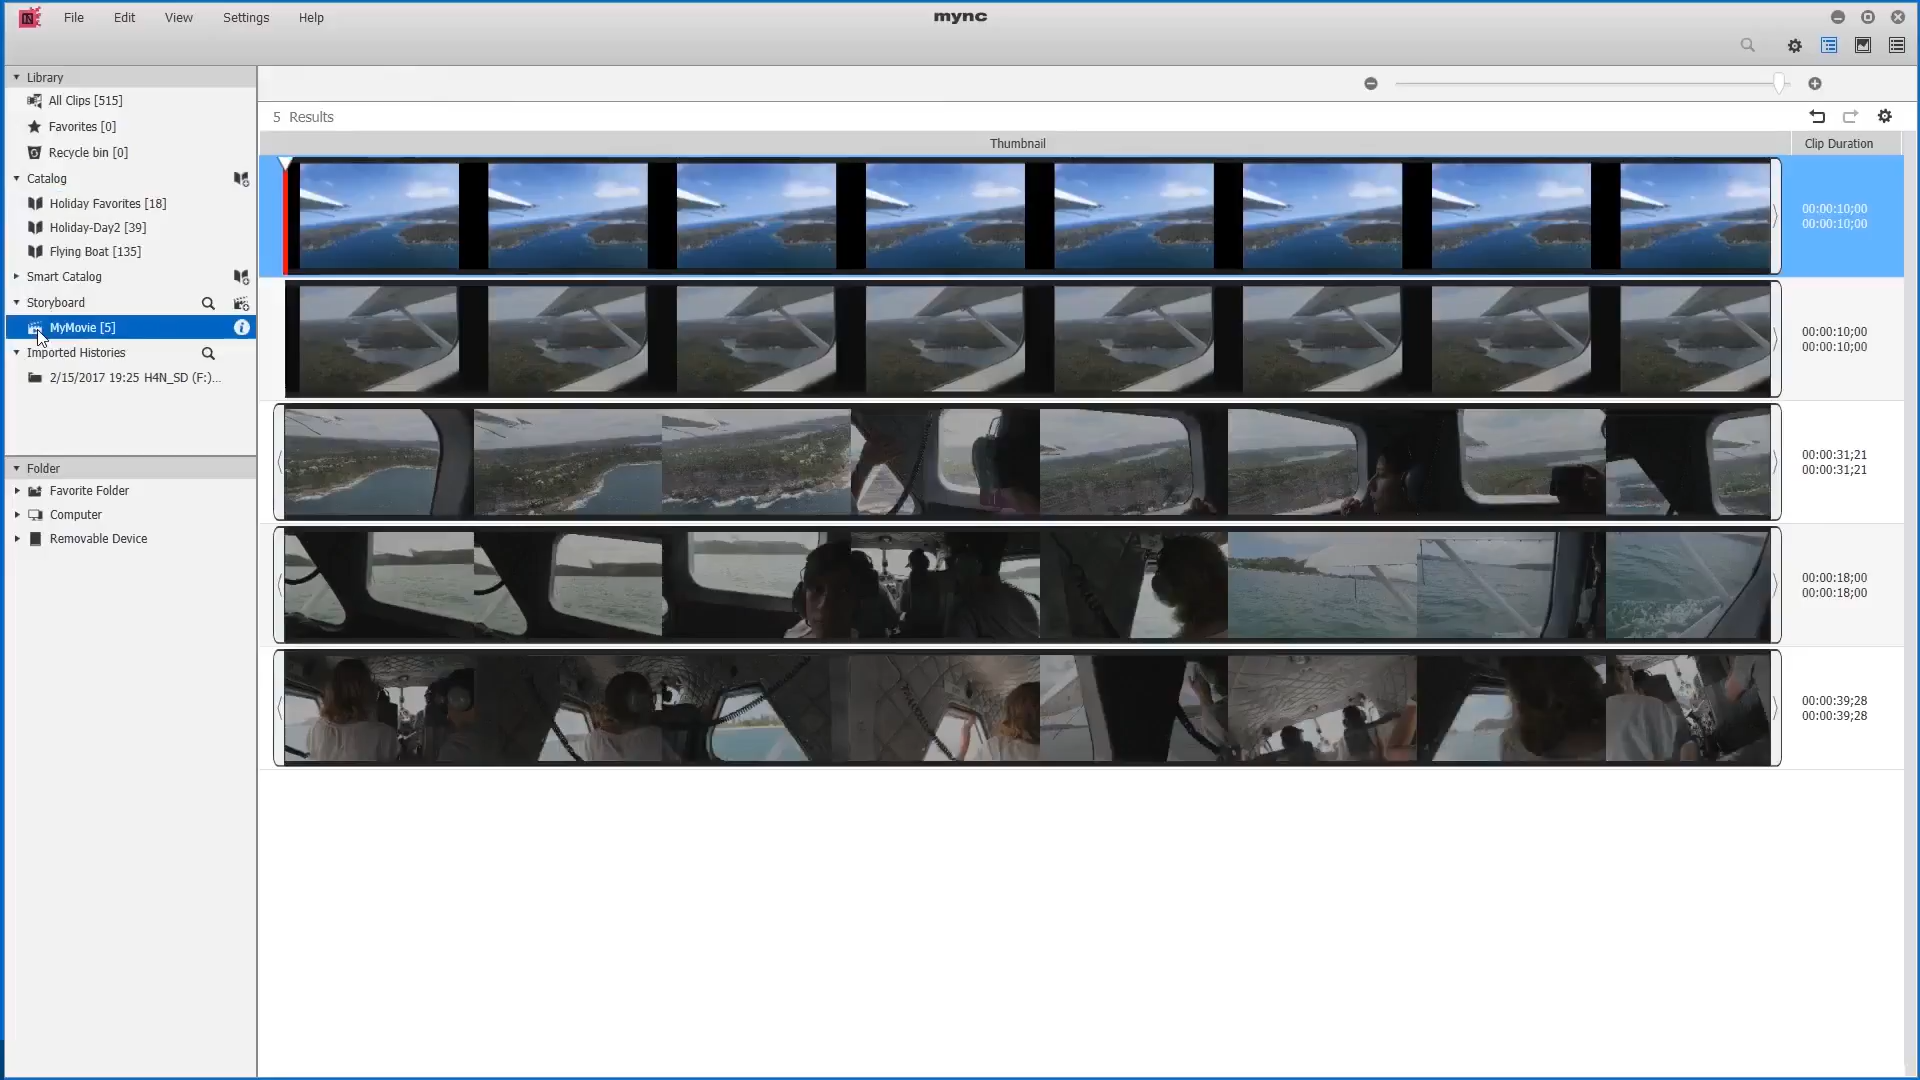 File Edit View Settings Help
mync
Library
All Clips [515]
Favorites [0]
Recycle bin [0]
Catalog
Holiday Favorites [18]
Holiday-Day2 [39]
Flying Boat [135]
Smart Catalog
Storyboard
MyMovie [5]
Imported Histories
2/15/2017 19:25 H4N_SD (F:)...
Folder
Favorite Folder
Computer
Removable Device
5 Results
Thumbnail Clip Duration
00:00:10;00
00:00:10;00
00:00:10;00
00:00:10;00
00:00:31;21
00:00:31;21
00:00:18;00
00:00:18;00
00:00:39;28
00:00:39;28